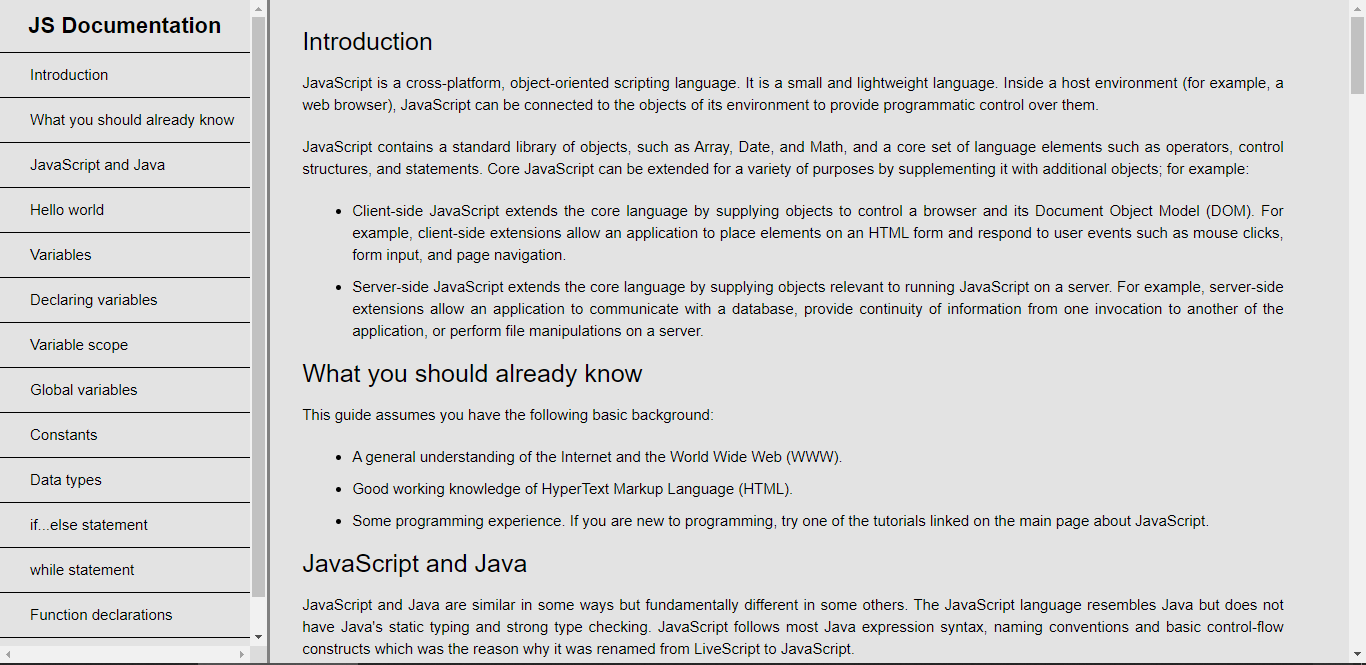 JS Documentation
Introduction
What you should already know
JavaScript and Java
Hello world
Variables
Declaring variables
Variable scope
Global variables
Constants
Data types
if...else statement
while statement
Function declarations
Introduction
JavaScript is a cross-platform, object-oriented scripting language. It is a small and lightweight language. Inside a host environment (for example, a
web browser), JavaScript can be connected to the objects of its environment to provide programmatic control over them.
JavaScript contains a standard library of objects, such as Array, Date, and Math, and a core set of language elements such as operators, control
structures, and statements. Core JavaScript can be extended for a variety of purposes by supplementing it with additional objects; for example:
• Client-side JavaScript extends the core language by supplying objects to control a browser and its Document Object Model (DOM). For
example, client-side extensions allow an application to place elements on an HTML form and respond to user events such as mouse clicks,
form input, and page navigation.
• Server-side JavaScript extends the core language by supplying objects relevant to running JavaScript on a server. For example, server-side
extensions allow an application to communicate with a database, provide continuity of information from one invocation to another of the
application, or perform file manipulations on a server.
What you should already know
This guide assumes you have the following basic background:
• A general understanding of the Internet and the World Wide Web (WWW).
• Good working knowledge of HyperText Markup Language (HTML).
• Some programming experience. If you are new to programming, try one of the tutorials linked on the main page about JavaScript.
JavaScript and Java
JavaScript and Java are similar in some ways but fundamentally different in some others. The JavaScript language resembles Java but does not
have Java's static typing and strong type checking. JavaScript follows most Java expression syntax, naming conventions and basic control-flow
constructs which was the reason why it was renamed from LiveScript to JavaScript.